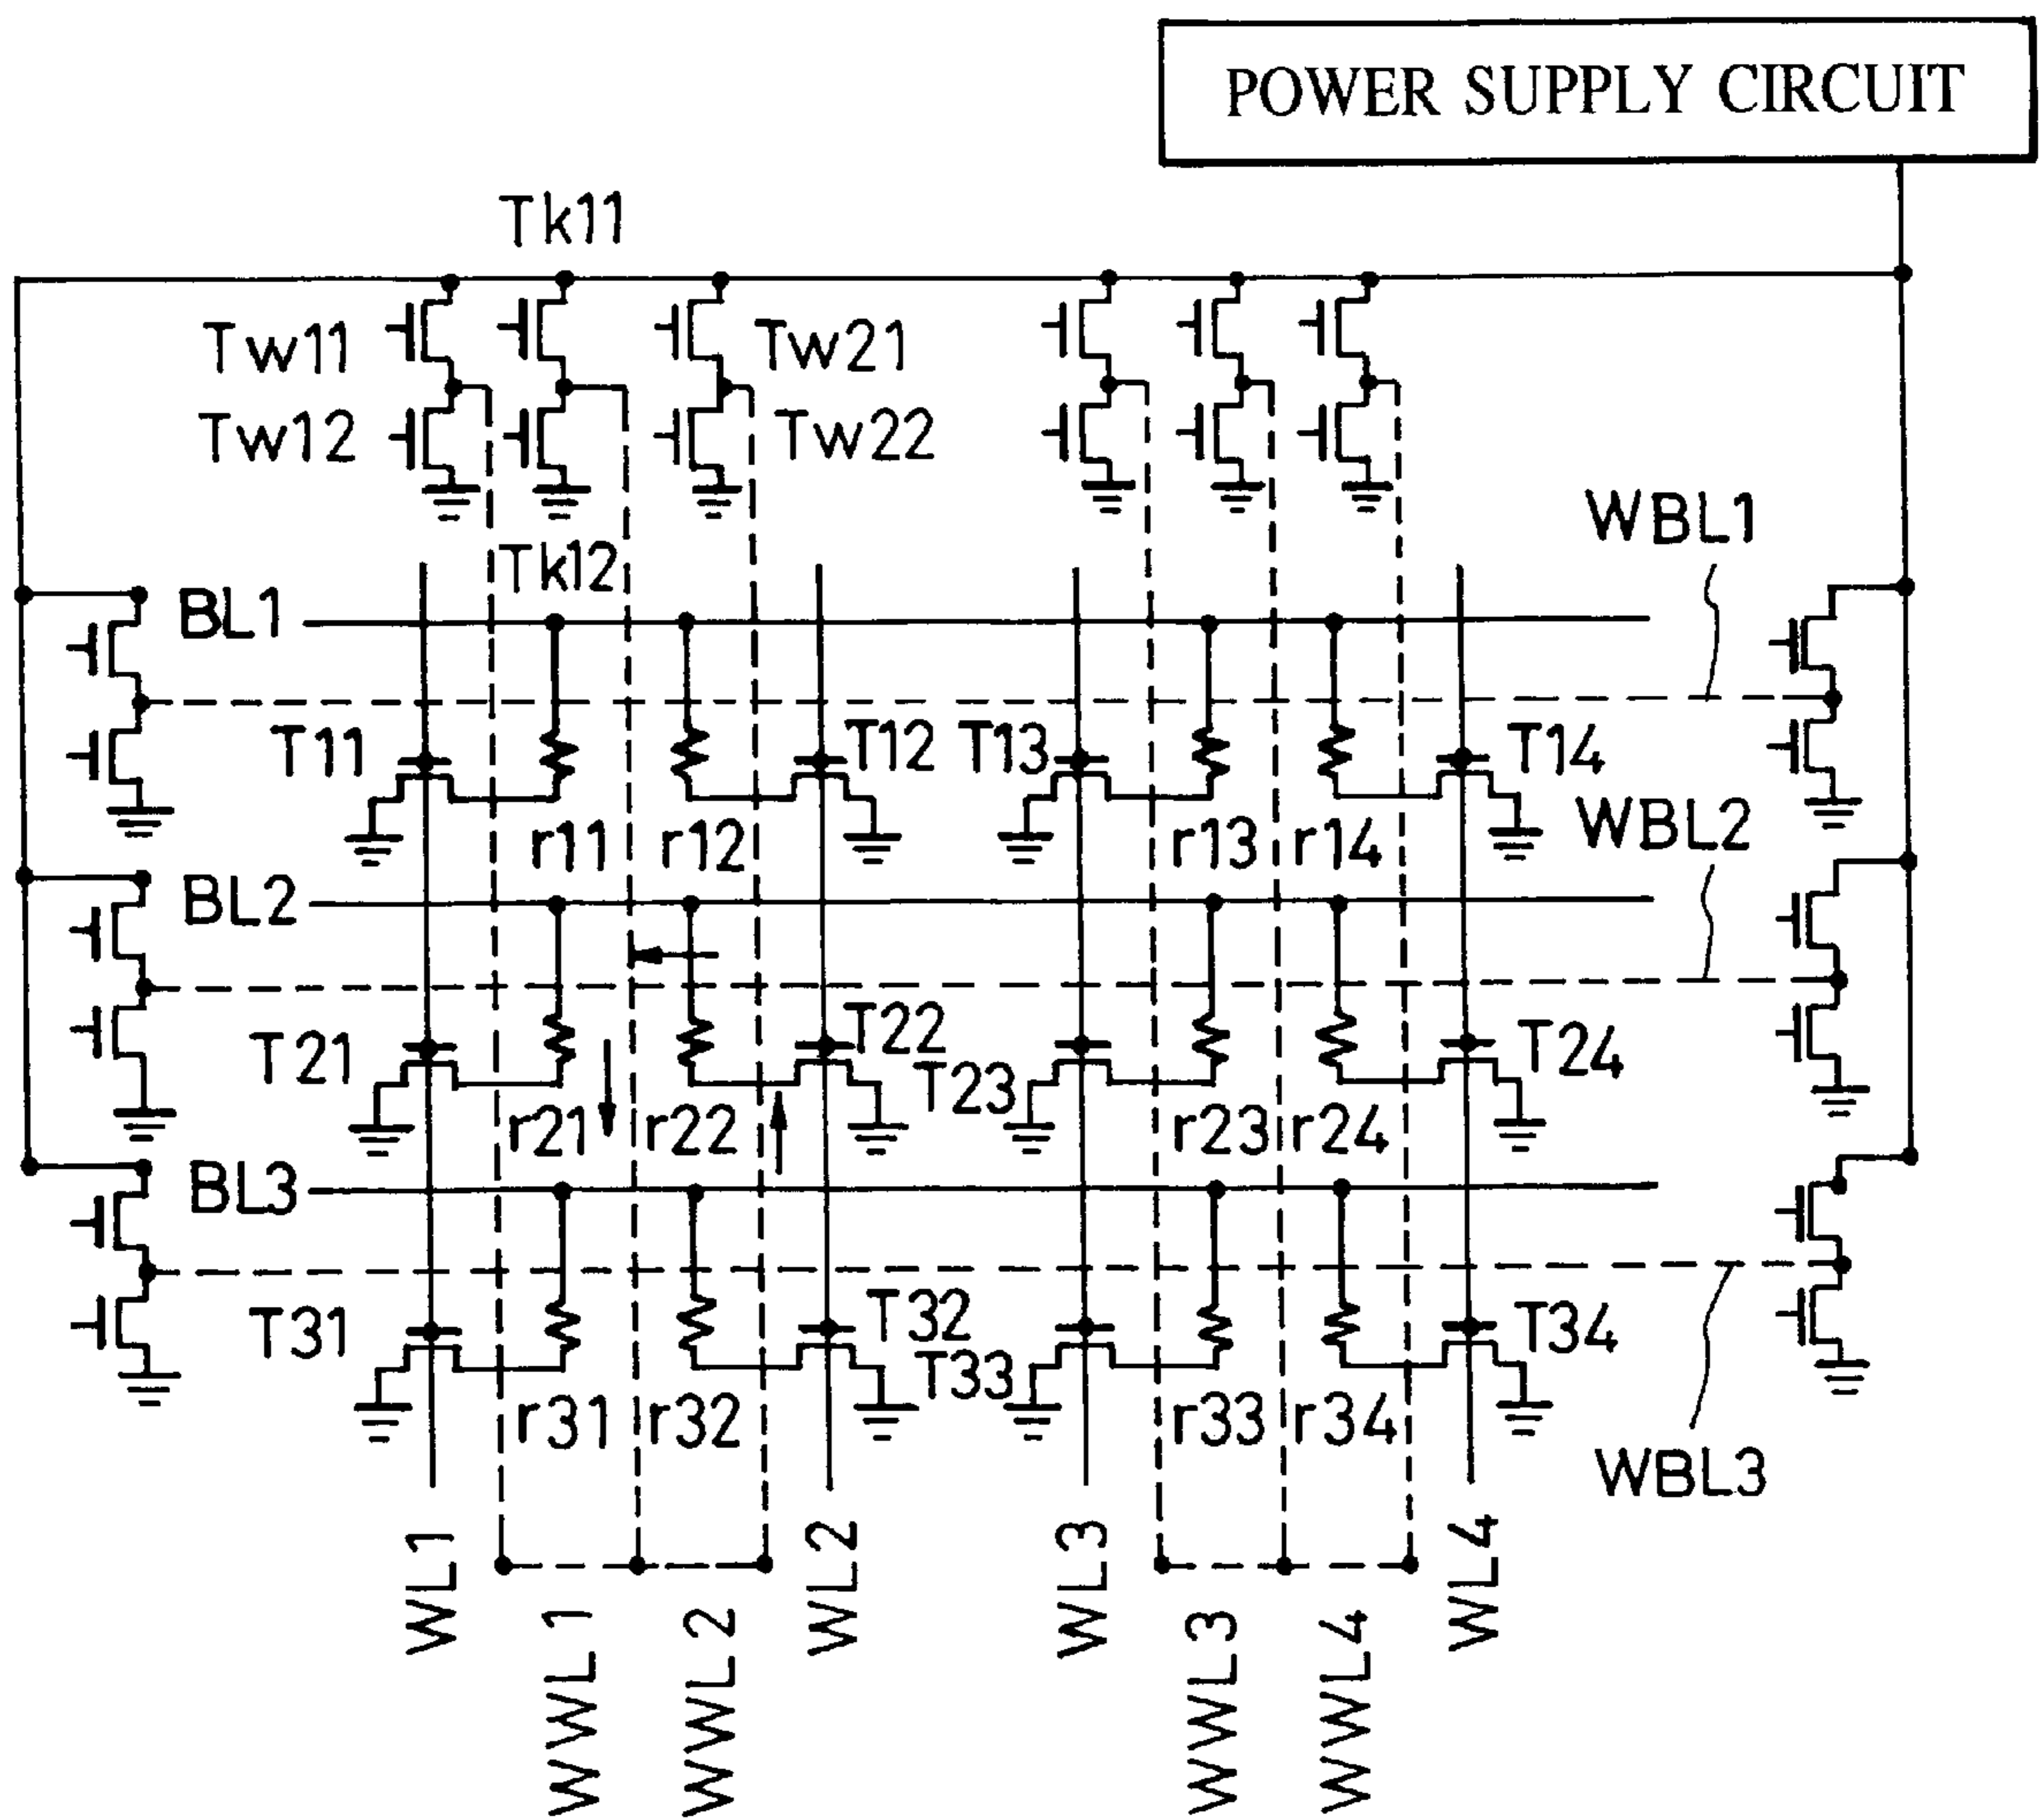 POWER SUPPLY CIRCUIT
Tk11
Tw11
Tw21
Tw12
Tw22
WBL1
Tk12
BL1
T11
T12
T13
T14
WBL2
r11
r12
r13
r14
BL2
T21
T22
T23
T24
r21
r22
r23
r24
BL3
T31
T32
T33
T34
r31
r32
r33
r34
WBL3
WL1
WWL1
WWL2
WL2
WL3
WWL3
WWL4
WL4